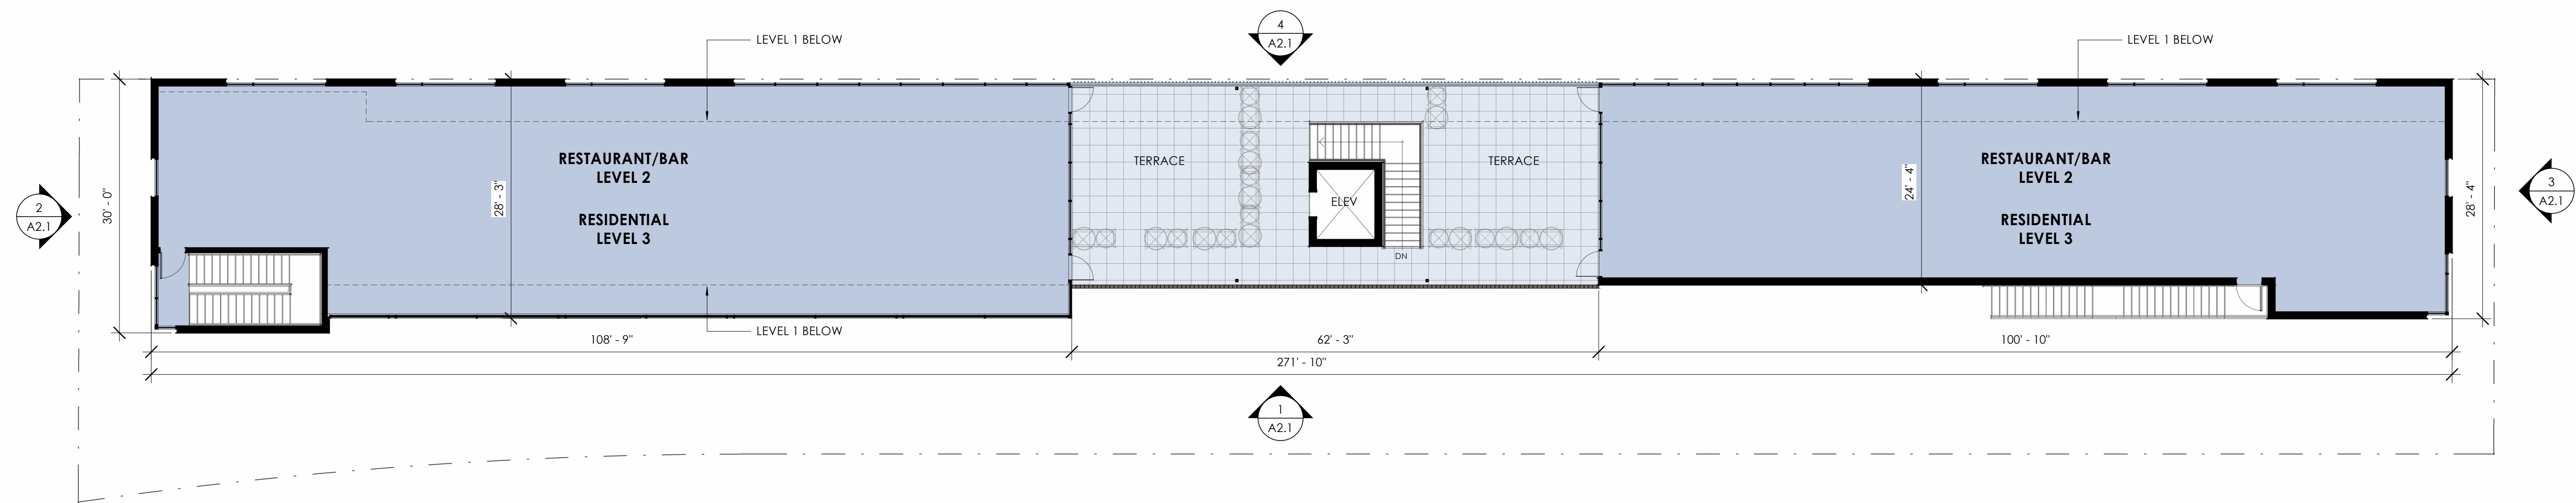 4
A2.1
LEVEL 1 BELOW
LEVEL 1 BELOW
RESTAURANT/BAR
LEVEL 2
RESIDENTIAL
LEVEL 3
TERRACE
TERRACE
RESTAURANT/BAR
LEVEL 2
RESIDENTIAL
LEVEL 3
2
A2.1
30' - 0"
28' - 3"
ELEV
DN
24' - 4"
28' - 4"
3
A2.1
LEVEL 1 BELOW
108' - 9"
62' - 3"
100' - 10"
271' - 10"
1
A2.1